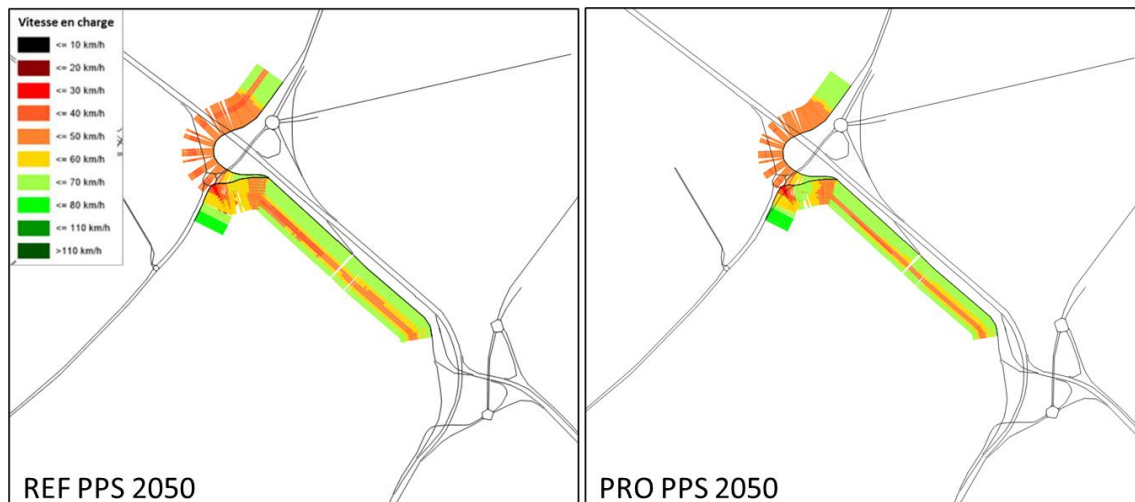 Vitesse en charge
<= 10 km/h
<= 20 km/h
<= 30 km/h
<= 40 km/h
<= 50 km/h
<= 60 km/h
<= 70 km/h
<= 80 km/h
<= 110 km/h
>110 km/h
REF PPS 2050
PRO PPS 2050